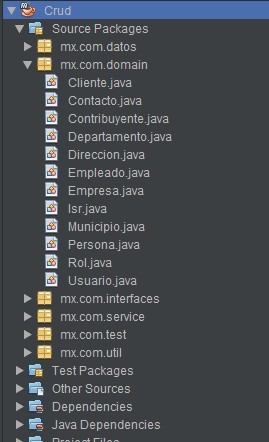 Crud
Source Packages
mx.com.datos
mx.com.domain
Cliente.java
Contacto.java
Contribuyente.java
Departamento.java
Direccion.java
Empleado.java
Empresa.java
Isr.java
Municipio.java
Persona.java
Rol.java
Usuario.java
mx.com.interfaces
mx.com.service
mx.com.test
mx.com.util
Test Packages
Other Sources
Dependencies
Java Dependencies
Project Files